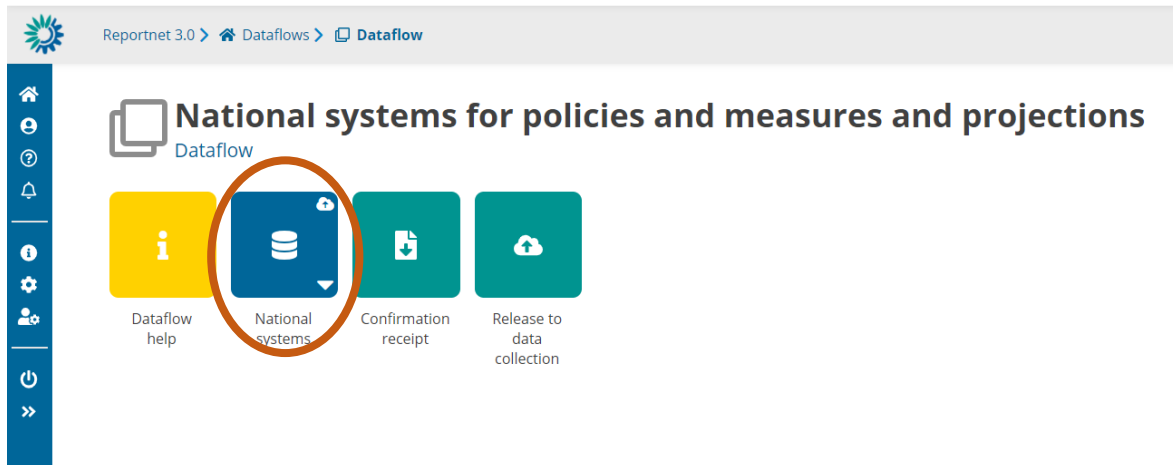 Reportnet 3.0 Dataflows Dataflow
National systems for policies and measures and projections
Dataflow
Dataflow help
National systems
Confirmation receipt
Release to data collection